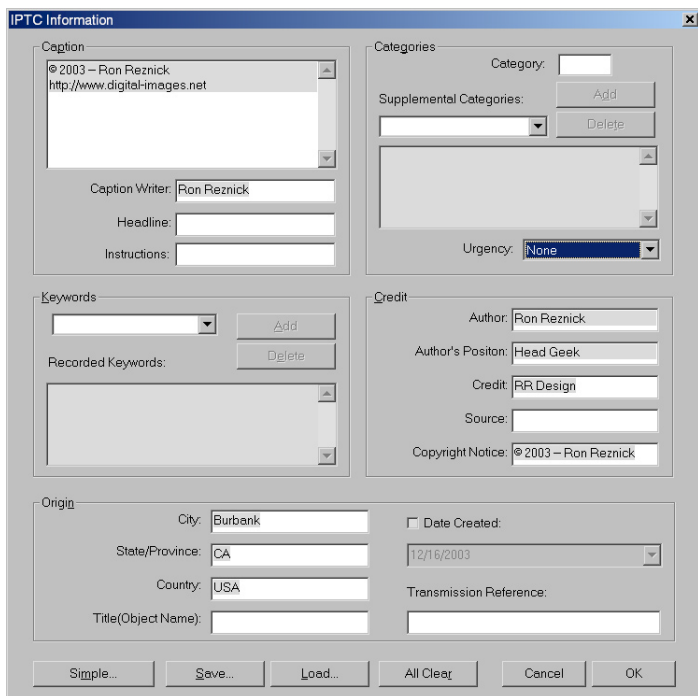 IPTC Information
Caption
© 2003 – Ron Reznick
http://www.digital-images.net
Caption Writer: Ron Reznick
Headline:
Instructions:
Categories
Category:
Supplemental Categories:
Add
Delete
Urgency: None
Keywords
Add
Delete
Recorded Keywords:
Credit
Author: Ron Reznick
Author's Positon: Head Geek
Credit: RR Design
Source:
Copyright Notice: © 2003 – Ron Reznick
Origin
City: Burbank
State/Province: CA
Country: USA
Title(Object Name):
Date Created:
12/16/2003
Transmission Reference:
Simple... Save... Load... All Clear Cancel OK